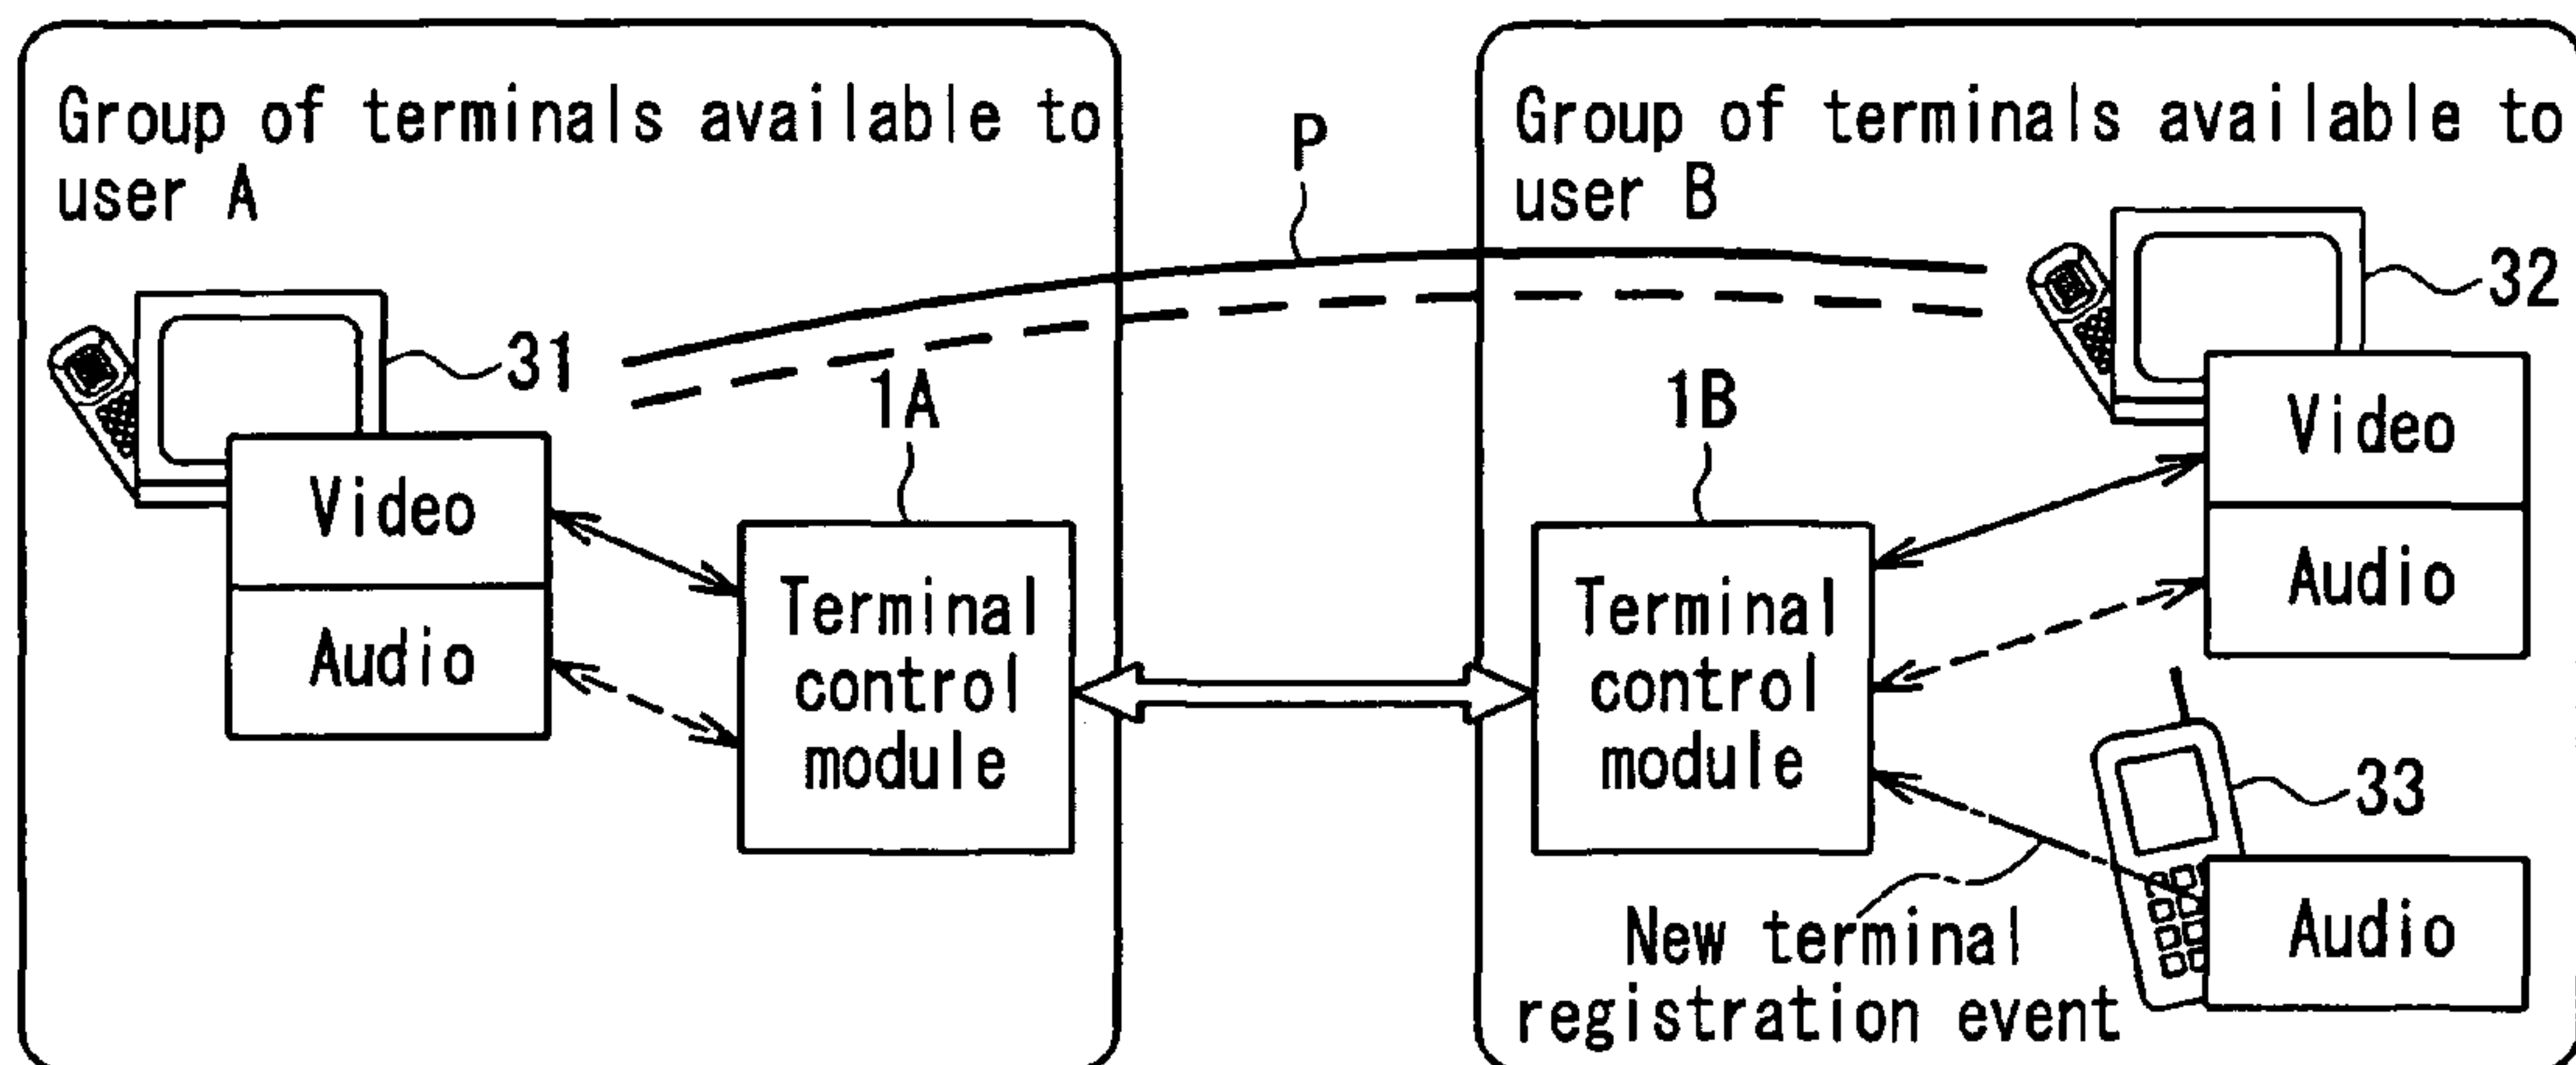 Group of terminals available to
user A
P
Group of terminals available to
user B
31
1A
1B
32
Video
Audio
Terminal
control
module
Terminal
control
module
Video
Audio
33
New terminal
registration event
Audio